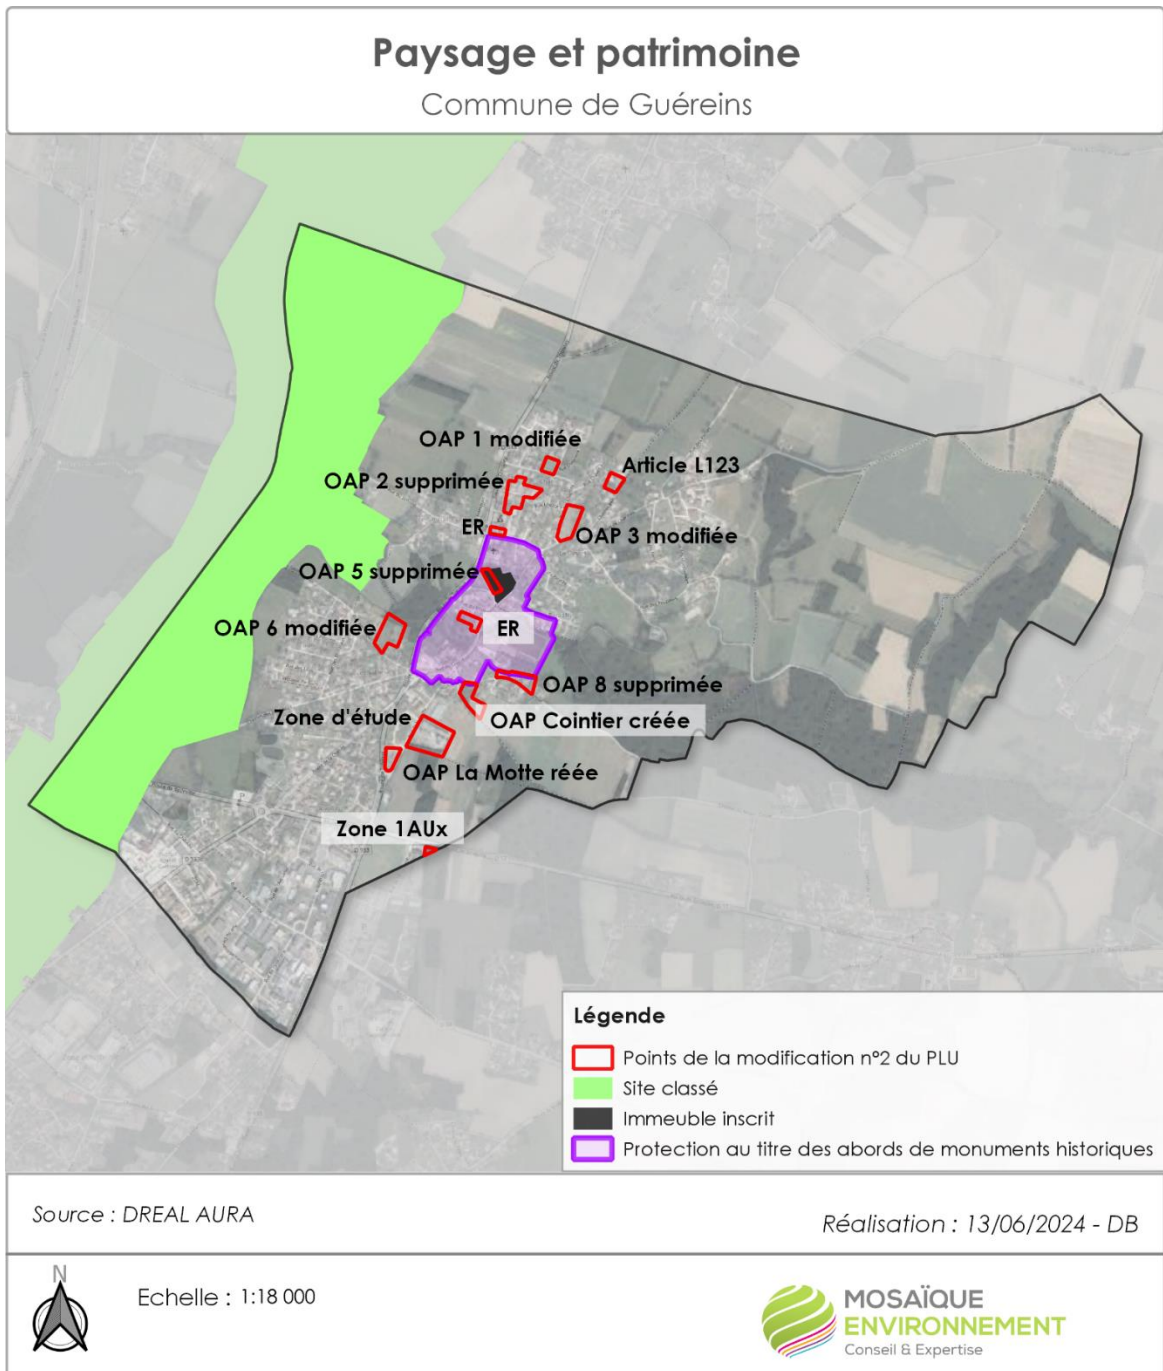 Paysage et patrimoine
Commune de Guéreins
OAP 1 modifiée
Article L123
OAP 2 supprimée
ER
OAP 3 modifiée
OAP 5 supprimée
OAP 6 modifiée
ER
OAP 8 supprimée
Zone d'étude
OAP Cointier créée
OAP La Motte réée
Zone 1AUx
Légende
Points de la modification n°2 du PLU
Site classé
Immeuble inscrit
Protection au titre des abords de monuments historiques
Source : DREAL AURA
Réalisation : 13/06/2024 - DB
N
Echelle : 1:18 000
MOSAÏQUE
ENVIRONNEMENT
Conseil & Expertise